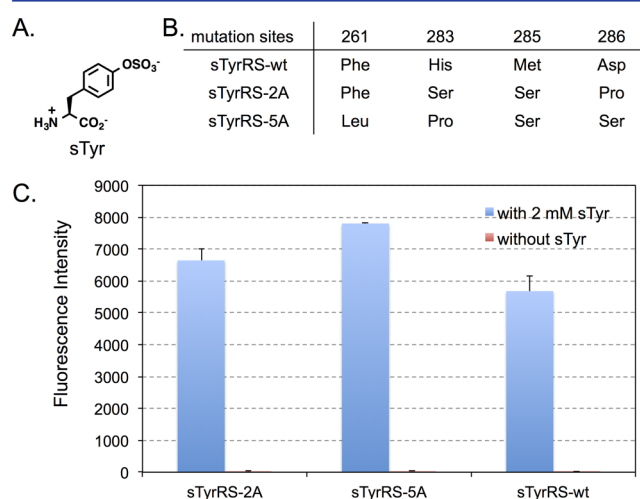 A.
OSO₃⁻
H₃N⁺ CO₂⁻
sTyr
B.
mutation sites 261 283 285 286
sTyrRS-wt Phe His Met Asp
sTyrRS-2A Phe Ser Ser Pro
sTyrRS-5A Leu Pro Ser Ser
C.
Fluorescence Intensity
9000
8000
7000
6000
5000
4000
3000
2000
1000
0
with 2 mM sTyr
without sTyr
sTyrRS-2A sTyrRS-5A sTyrRS-wt